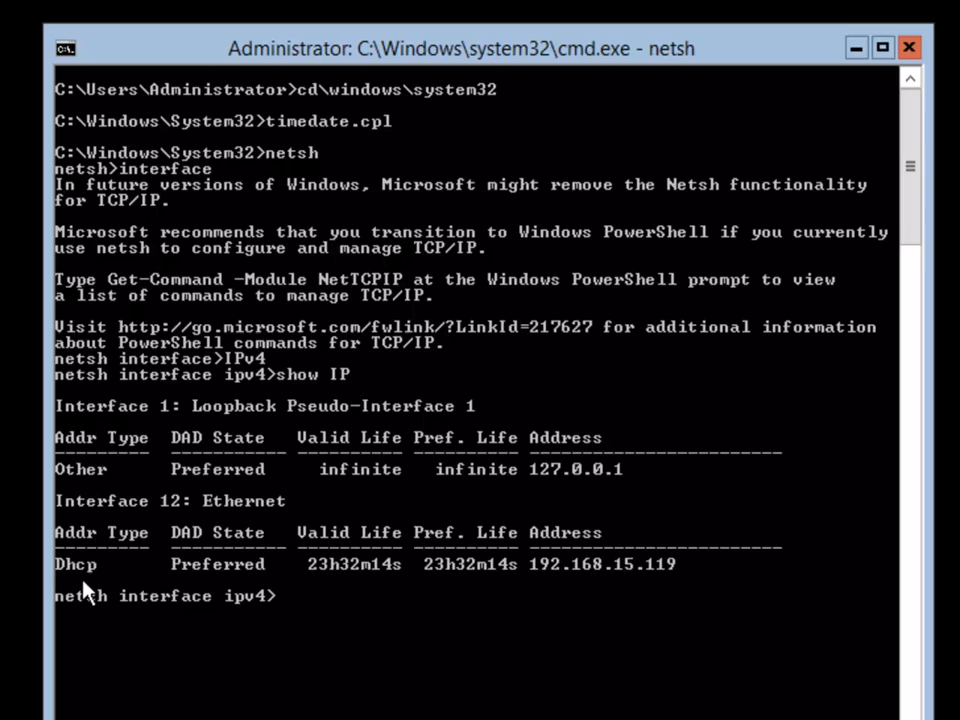 Administrator: C:\Windows\system32\cmd.exe - netsh
C:\Users\Administrator>cd\windows\system32
C:\Windows\System32>timedate.cpl
C:\Windows\System32>netsh
netsh>interface
In future versions of Windows, Microsoft might remove the Netsh functionality
for TCP/IP.
Microsoft recommends that you transition to Windows PowerShell if you currently
use netsh to configure and manage TCP/IP.
Type Get-Command -Module NetTCPIP at the Windows PowerShell prompt to view
a list of commands to manage TCP/IP.
Visit http://go.microsoft.com/fwlink/?LinkId=217627 for additional information
about PowerShell commands for TCP/IP.
netsh interface>IPv4
netsh interface ipv4>show IP
Interface 1: Loopback Pseudo-Interface 1
Addr Type  DAD State   Valid Life Pref. Life Address
---------  ----------- ---------- ---------- ------------------------
Other      Preferred     infinite   infinite 127.0.0.1
Interface 12: Ethernet
Addr Type  DAD State   Valid Life Pref. Life Address
---------  ----------- ---------- ---------- ------------------------
Dhcp       Preferred    23h32m14s  23h32m14s 192.168.15.119
netsh interface ipv4>